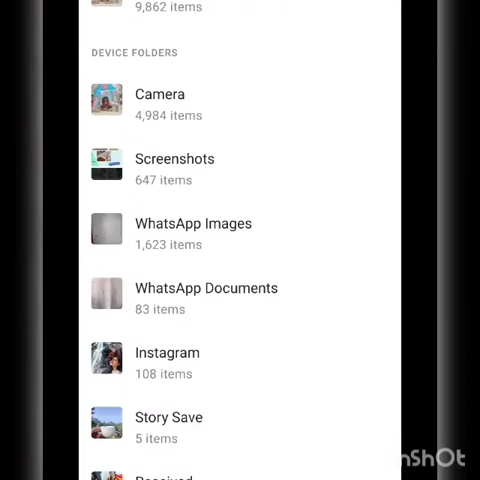 9,862 items
DEVICE FOLDERS
Camera
4,984 items
Screenshots
647 items
WhatsApp Images
1,623 items
WhatsApp Documents
83 items
Instagram
108 items
Story Save
5 items